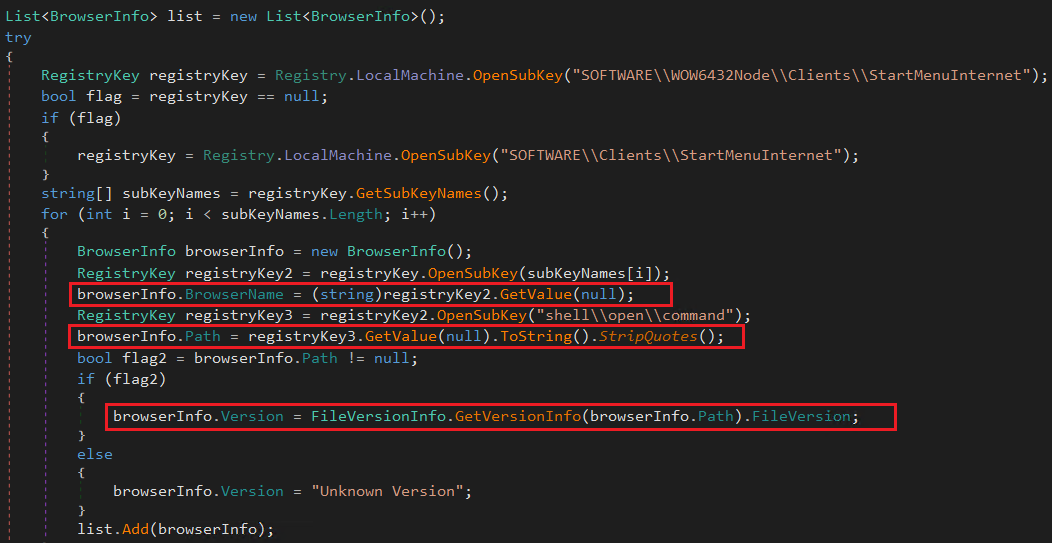 List<BrowserInfo> list = new List<BrowserInfo>();
try
{
RegistryKey registryKey = Registry.LocalMachine.OpenSubKey("SOFTWARE\\WOW6432Node\\Clients\\StartMenuInternet");
bool flag = registryKey == null;
if (flag)
{
registryKey = Registry.LocalMachine.OpenSubKey("SOFTWARE\\Clients\\StartMenuInternet");
}
string[] subKeyNames = registryKey.GetSubKeyNames();
for (int i = 0; i < subKeyNames.Length; i++)
{
BrowserInfo browserInfo = new BrowserInfo();
RegistryKey registryKey2 = registryKey.OpenSubKey(subKeyNames[i]);
browserInfo.BrowserName = (string)registryKey2.GetValue(null);
RegistryKey registryKey3 = registryKey2.OpenSubKey("shell\\open\\command");
browserInfo.Path = registryKey3.GetValue(null).ToString().StripQuotes();
bool flag2 = browserInfo.Path != null;
if (flag2)
{
browserInfo.Version = FileVersionInfo.GetVersionInfo(browserInfo.Path).FileVersion;
}
else
{
browserInfo.Version = "Unknown Version";
}
list.Add(browserInfo);